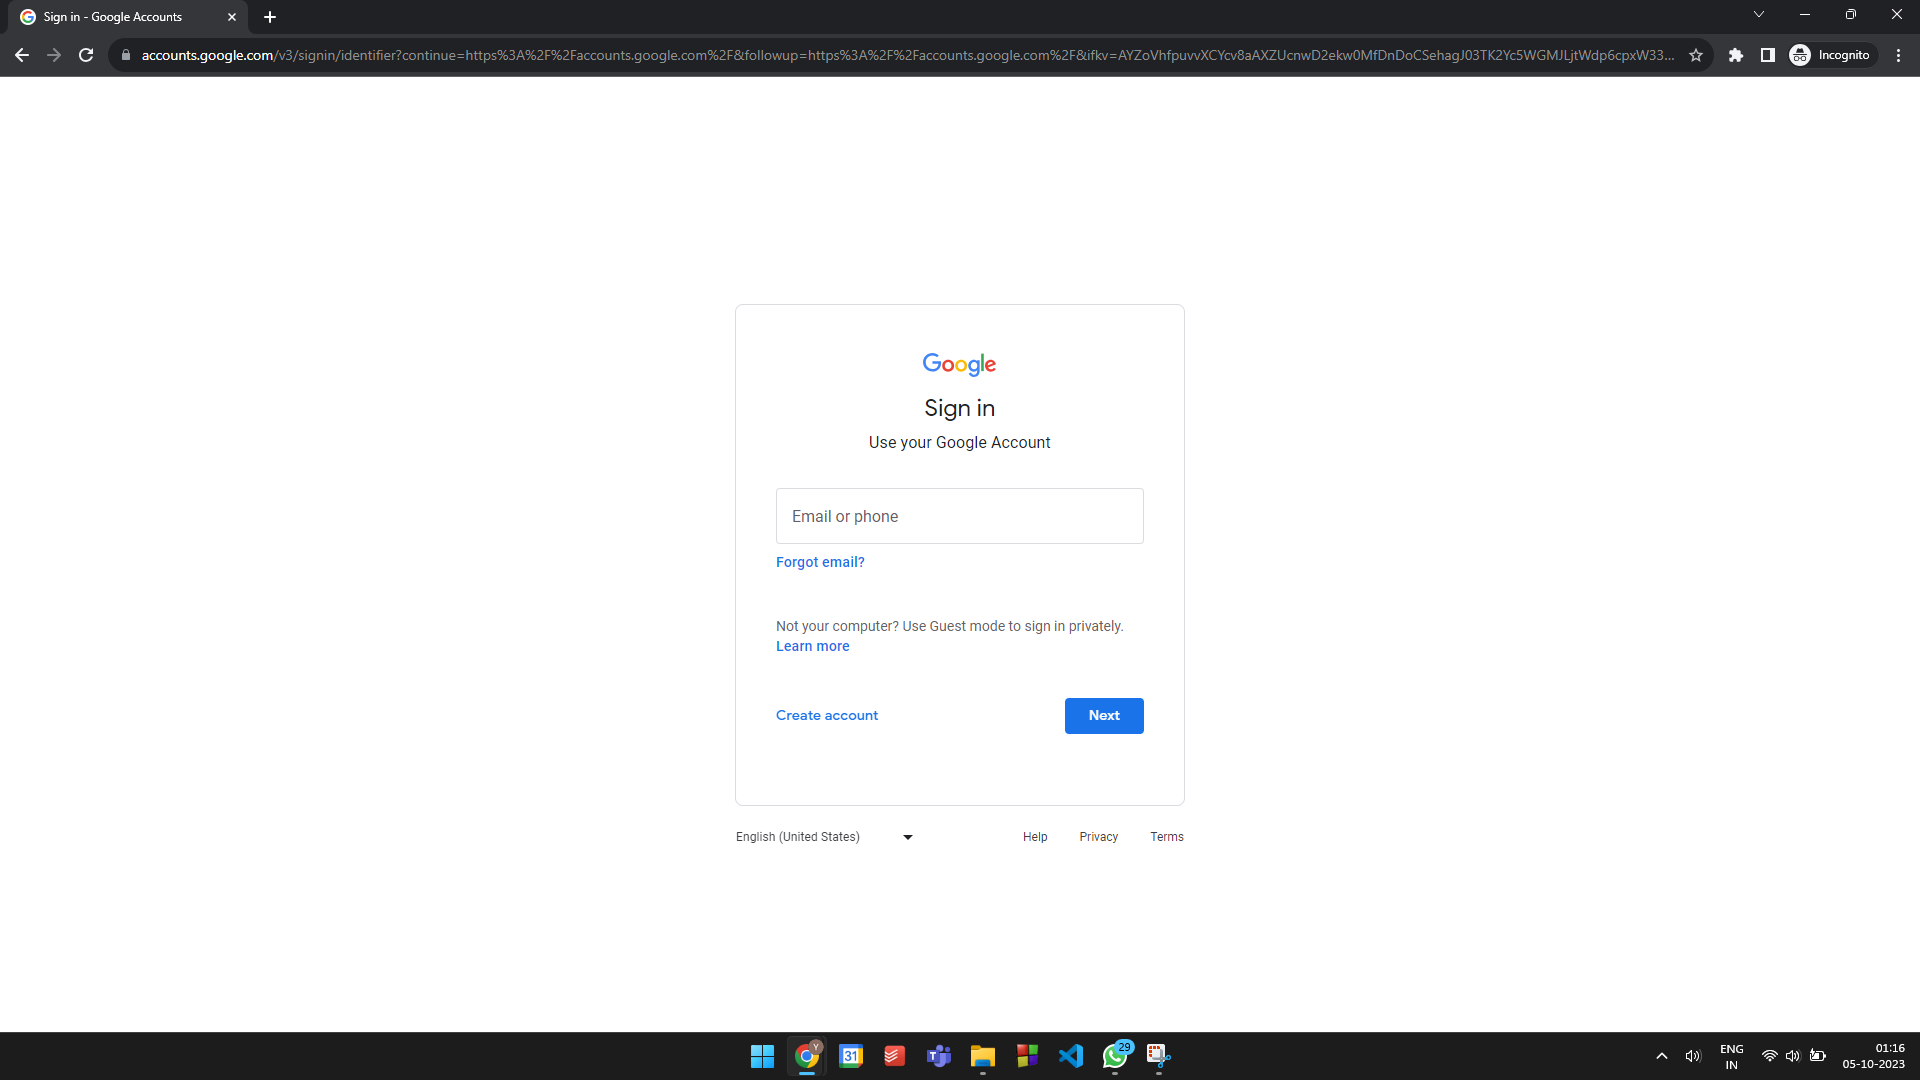 Sign in - Google Accounts
accounts.google.com/v3/signin/identifier?continue=https%3A%2F%2Faccounts.google.com%2F&followup=https%3A%2F%2Faccounts.google.com%2F&ifkv=AYZoVhfpuvvXCYcv8aAXZUcnwD2ekw0MfDnDoCSehagJ03TK2Yc5WGMJLjtWdp6cpxW33...
Incognito
Google
Sign in
Use your Google Account
Email or phone
Forgot email?
Not your computer? Use Guest mode to sign in privately.
Learn more
Create account
Next
English (United States)
Help Privacy Terms
Y
31
T
29
ENG
IN
01:16
05-10-2023